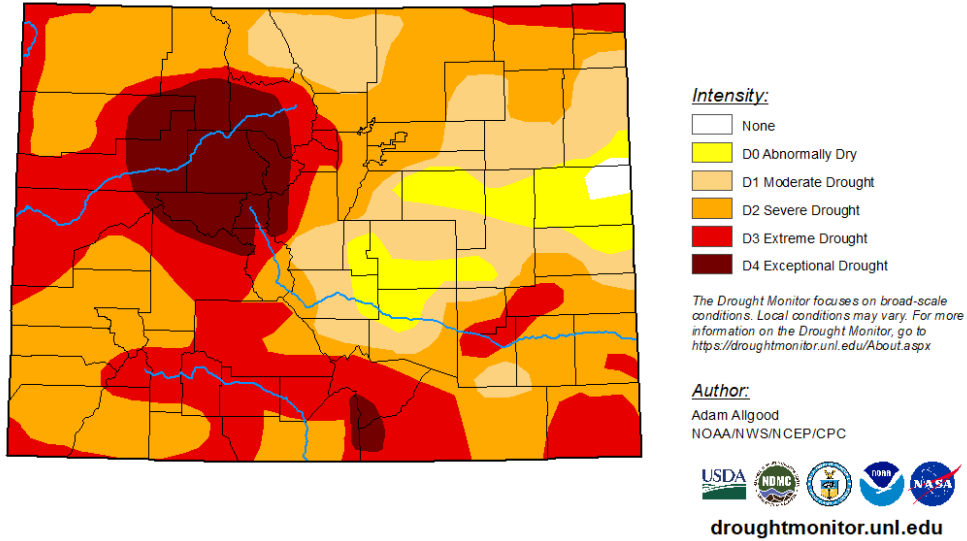 Intensity:
None
D0 Abnormally Dry
D1 Moderate Drought
D2 Severe Drought
D3 Extreme Drought
D4 Exceptional Drought
The Drought Monitor focuses on broad-scale
conditions. Local conditions may vary. For more
information on the Drought Monitor, go to
https://droughtmonitor.unl.edu/About.aspx
Author:
Adam Allgood
NOAA/NWS/NCEP/CPC
USDA
NDMC
NOAA
NASA
droughtmonitor.unl.edu